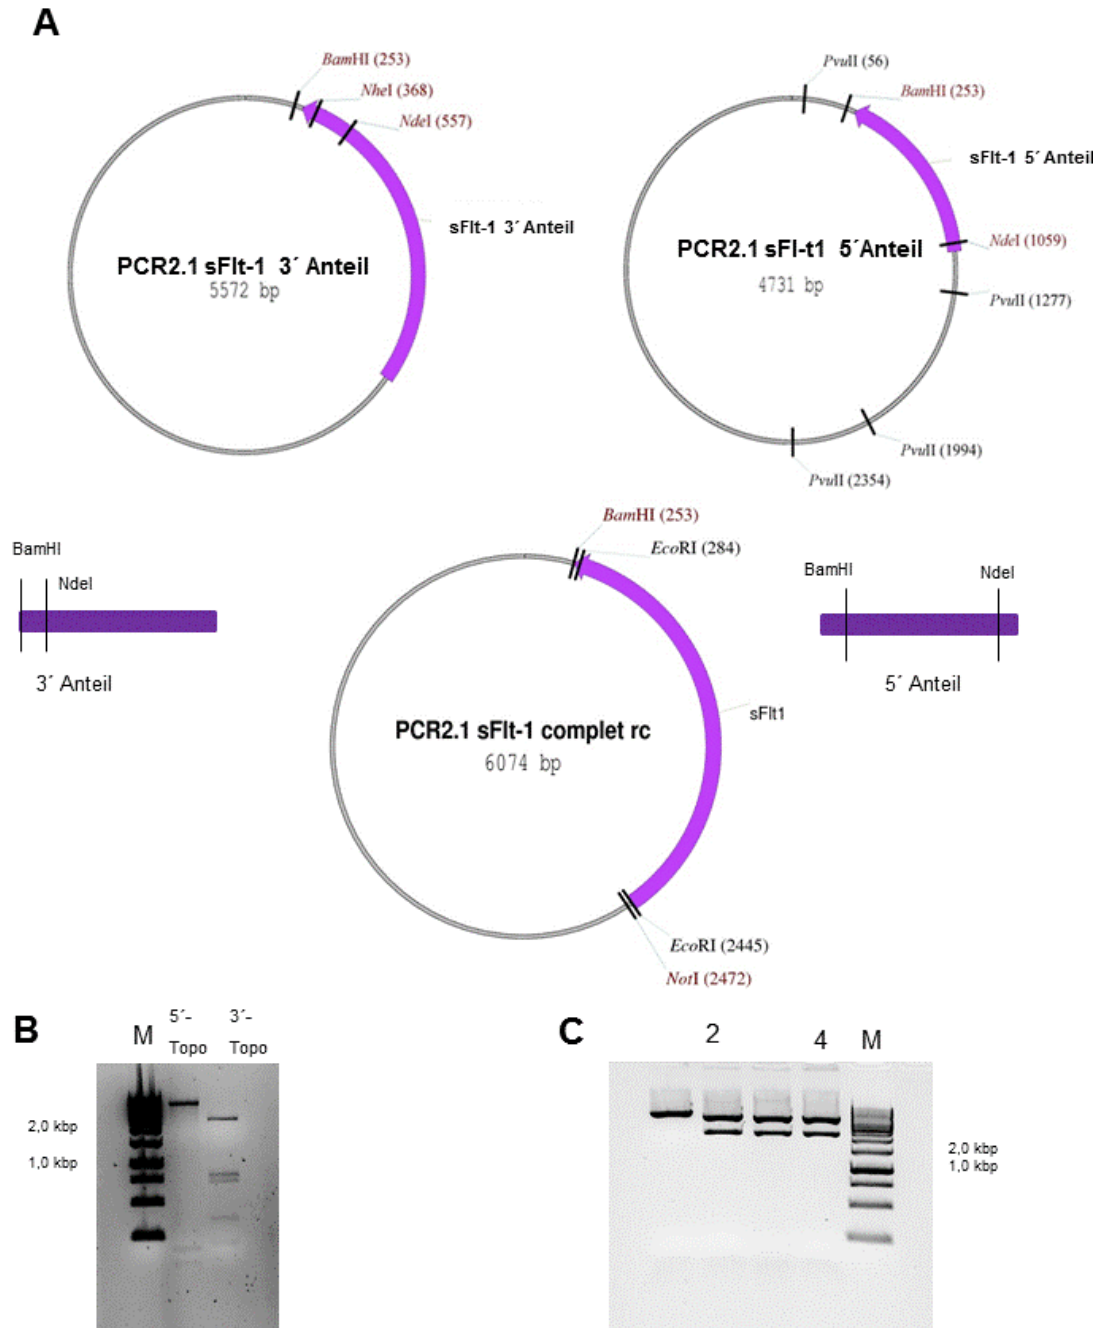 A
BamHI (253)
NheI (368)
NdeI (557)
sFlt-1 3´ Anteil
PCR2.1 sFlt-1 3´ Anteil
5572 bp
PvuII (56)
BamHI (253)
sFlt-1 5´ Anteil
NdeI (1059)
PCR2.1 sFl-t1 5´Anteil
4731 bp
PvuII (1277)
PvuII (1994)
PvuII (2354)
BamHI
NdeI
3´ Anteil
BamHI (253)
EcoRI (284)
sFlt1
PCR2.1 sFlt-1 complet rc
6074 bp
EcoRI (2445)
NotI (2472)
BamHI
NdeI
5´ Anteil
B
M
5´-
Topo
3´-
Topo
2,0 kbp
1,0 kbp
C
2
4
M
2,0 kbp
1,0 kbp